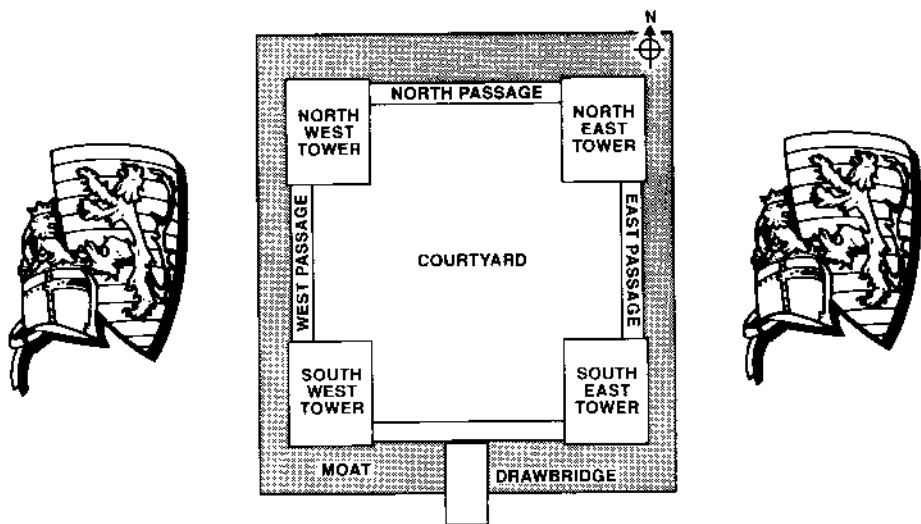 N
NORTH PASSAGE
NORTH
WEST
TOWER
NORTH
EAST
TOWER
WEST PASSAGE
COURTYARD
EAST PASSAGE
SOUTH
WEST
TOWER
SOUTH
EAST
TOWER
MOAT
DRAWBRIDGE